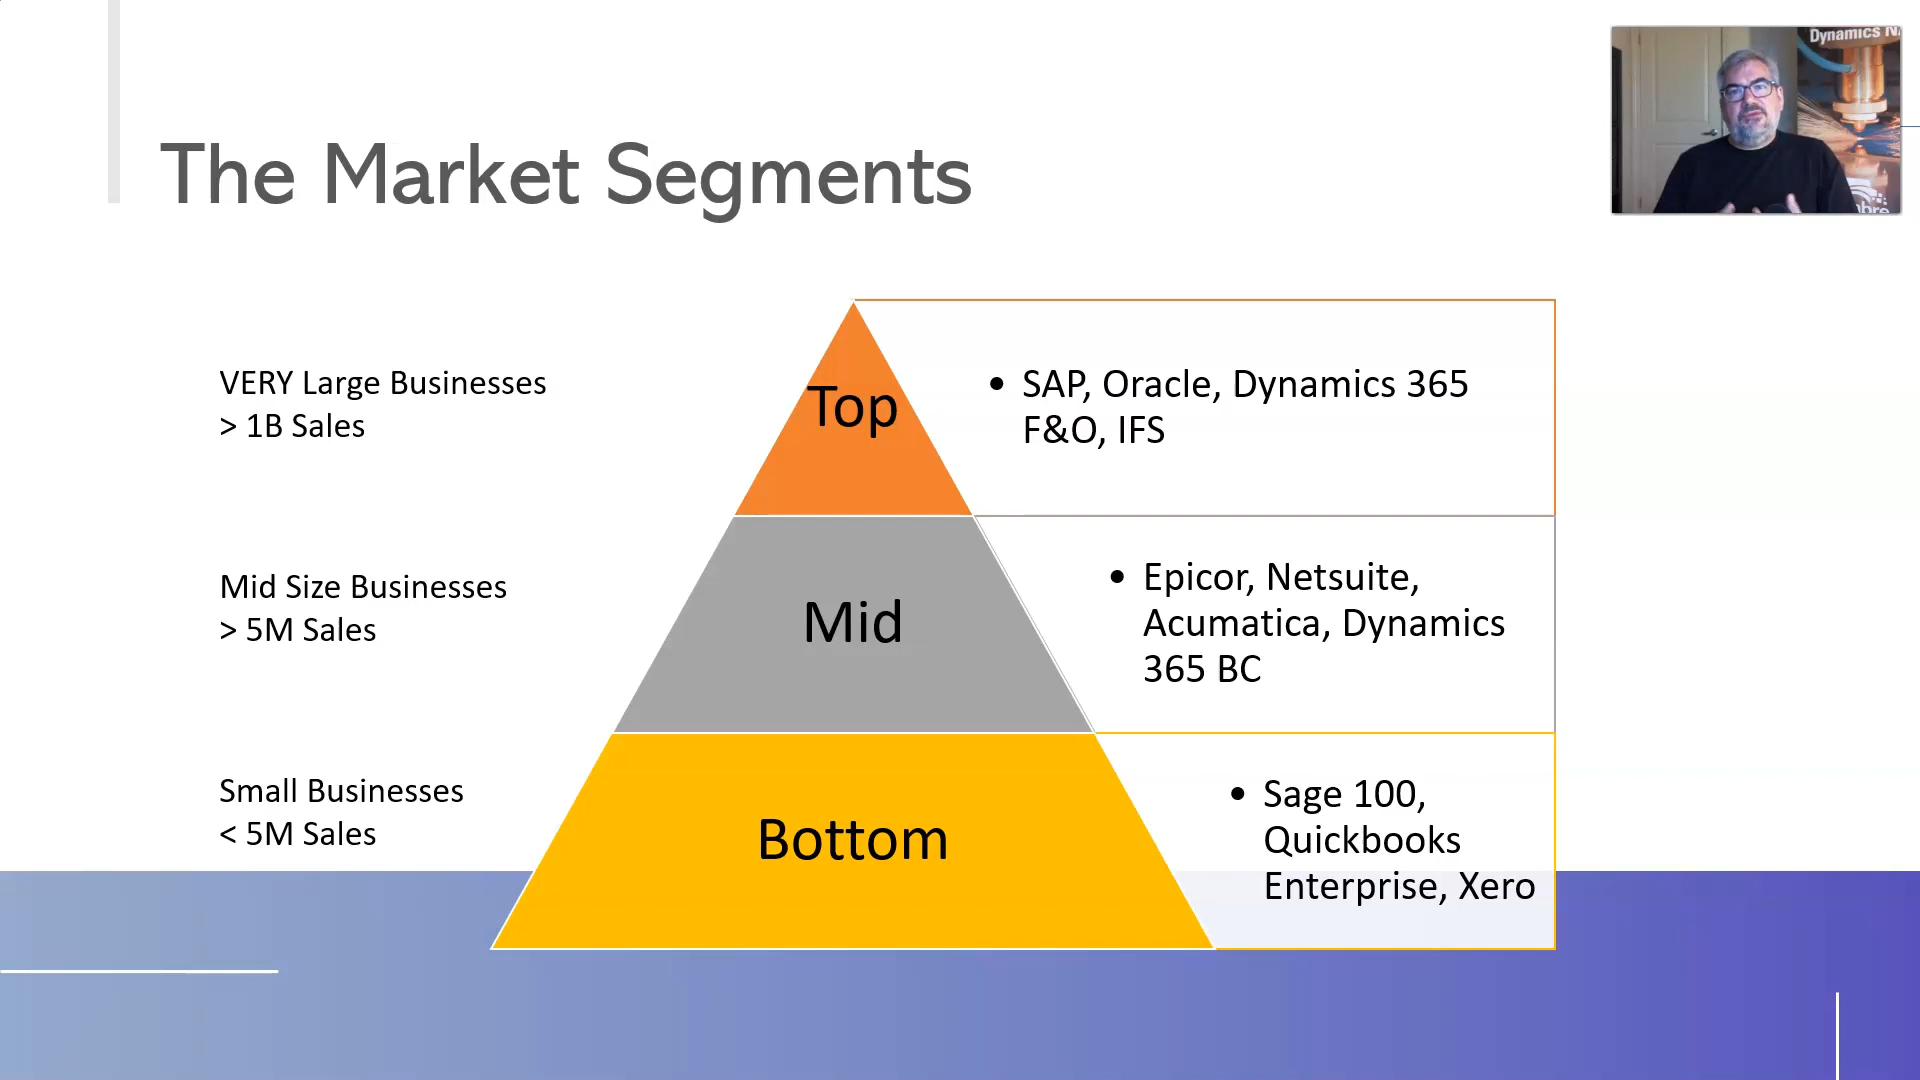 Dynamics
The Market Segments
VERY Large Businesses
> 1B Sales
Top
• SAP, Oracle, Dynamics 365
F&O, IFS
Mid Size Businesses
> 5M Sales
Mid
• Epicor, Netsuite,
Acumatica, Dynamics
365 BC
Small Businesses
< 5M Sales
Bottom
• Sage 100,
Quickbooks
Enterprise, Xero